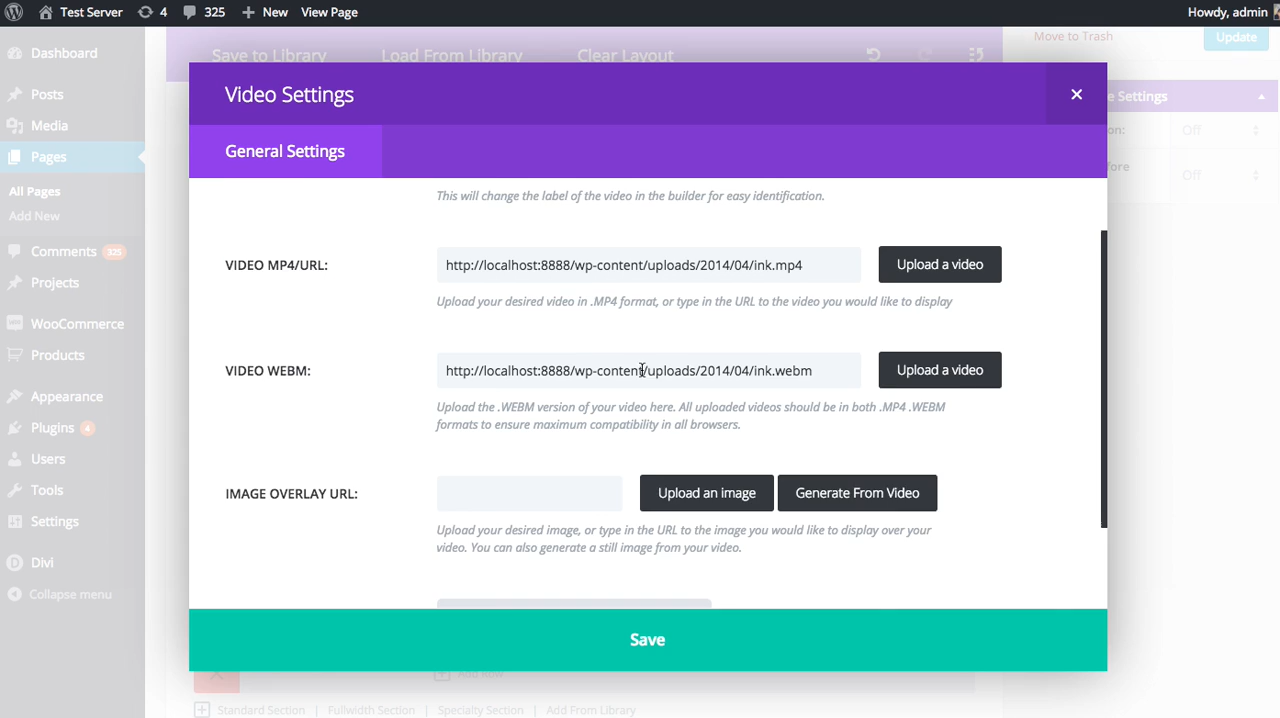 Test Server 4 325 New View Page Howdy, admin
Dashboard
Posts
Media
Pages
All Pages
Add New
Comments 325
Projects
WooCommerce
Products
Appearance
Plugins 4
Users
Tools
Settings
Divi
Collapse menu
Save to Library Load From Library Clear Layout
Move to Trash Update
e Settings
on: Off
fore
Off
Video Settings
General Settings
This will change the label of the video in the builder for easy identification.
VIDEO MP4/URL: http://localhost:8888/wp-content/uploads/2014/04/ink.mp4 Upload a video
Upload your desired video in .MP4 format, or type in the URL to the video you would like to display
VIDEO WEBM: http://localhost:8888/wp-content/uploads/2014/04/ink.webm Upload a video
Upload the .WEBM version of your video here. All uploaded videos should be in both .MP4 .WEBM
formats to ensure maximum compatibility in all browsers.
IMAGE OVERLAY URL: Upload an image Generate From Video
Upload your desired image, or type in the URL to the image you would like to display over your
video. You can also generate a still image from your video.
Save
Add Row
Standard Section | Fullwidth Section | Specialty Section | Add From Library